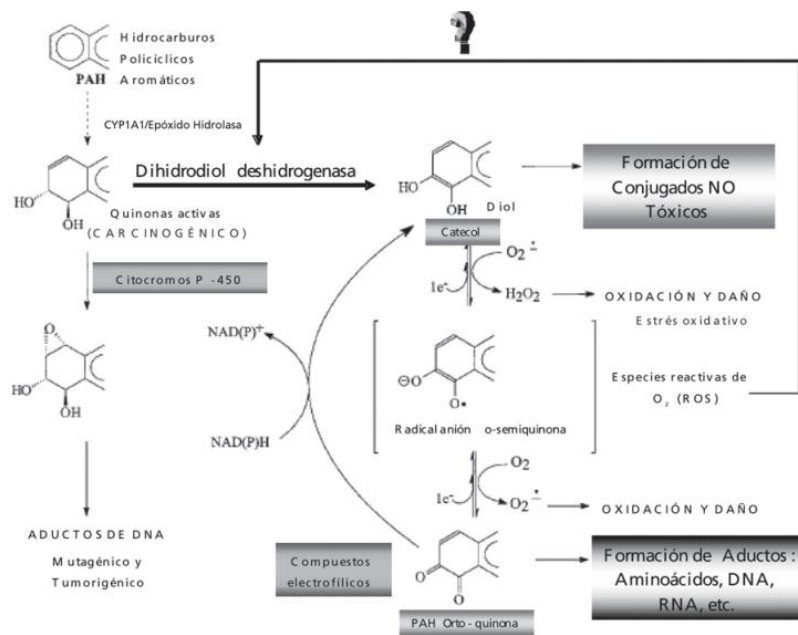 ?
Hidrocarburos
Policíclicos
PAH Aromáticos
CYP1A1/Epóxido Hidrolasa
Dihidrodiol deshidrogenasa
HO
OH
Quinonas activas
(CARCINOGÉNICO)
HO
OH
Diol
Catecol
Formación de
Conjugados NO
Tóxicos
Citocromos P -450
O2∸
1e-
H2O2
OXIDACIÓN Y DAÑO
Estrés oxidativo
O
HO
OH
NAD(P)+
NAD(P)H
⊖O
O•
Radical anión o-semiquinona
Especies reactivas de
O2 (ROS)
O2
1e-
O2∸
OXIDACIÓN Y DAÑO
ADUCTOS DE DNA
Mutagénico y
Tumorigénico
Compuestos
electrofílicos
O
O
PAH Orto - quinona
Formación de Aductos :
Aminoácidos, DNA,
RNA, etc.